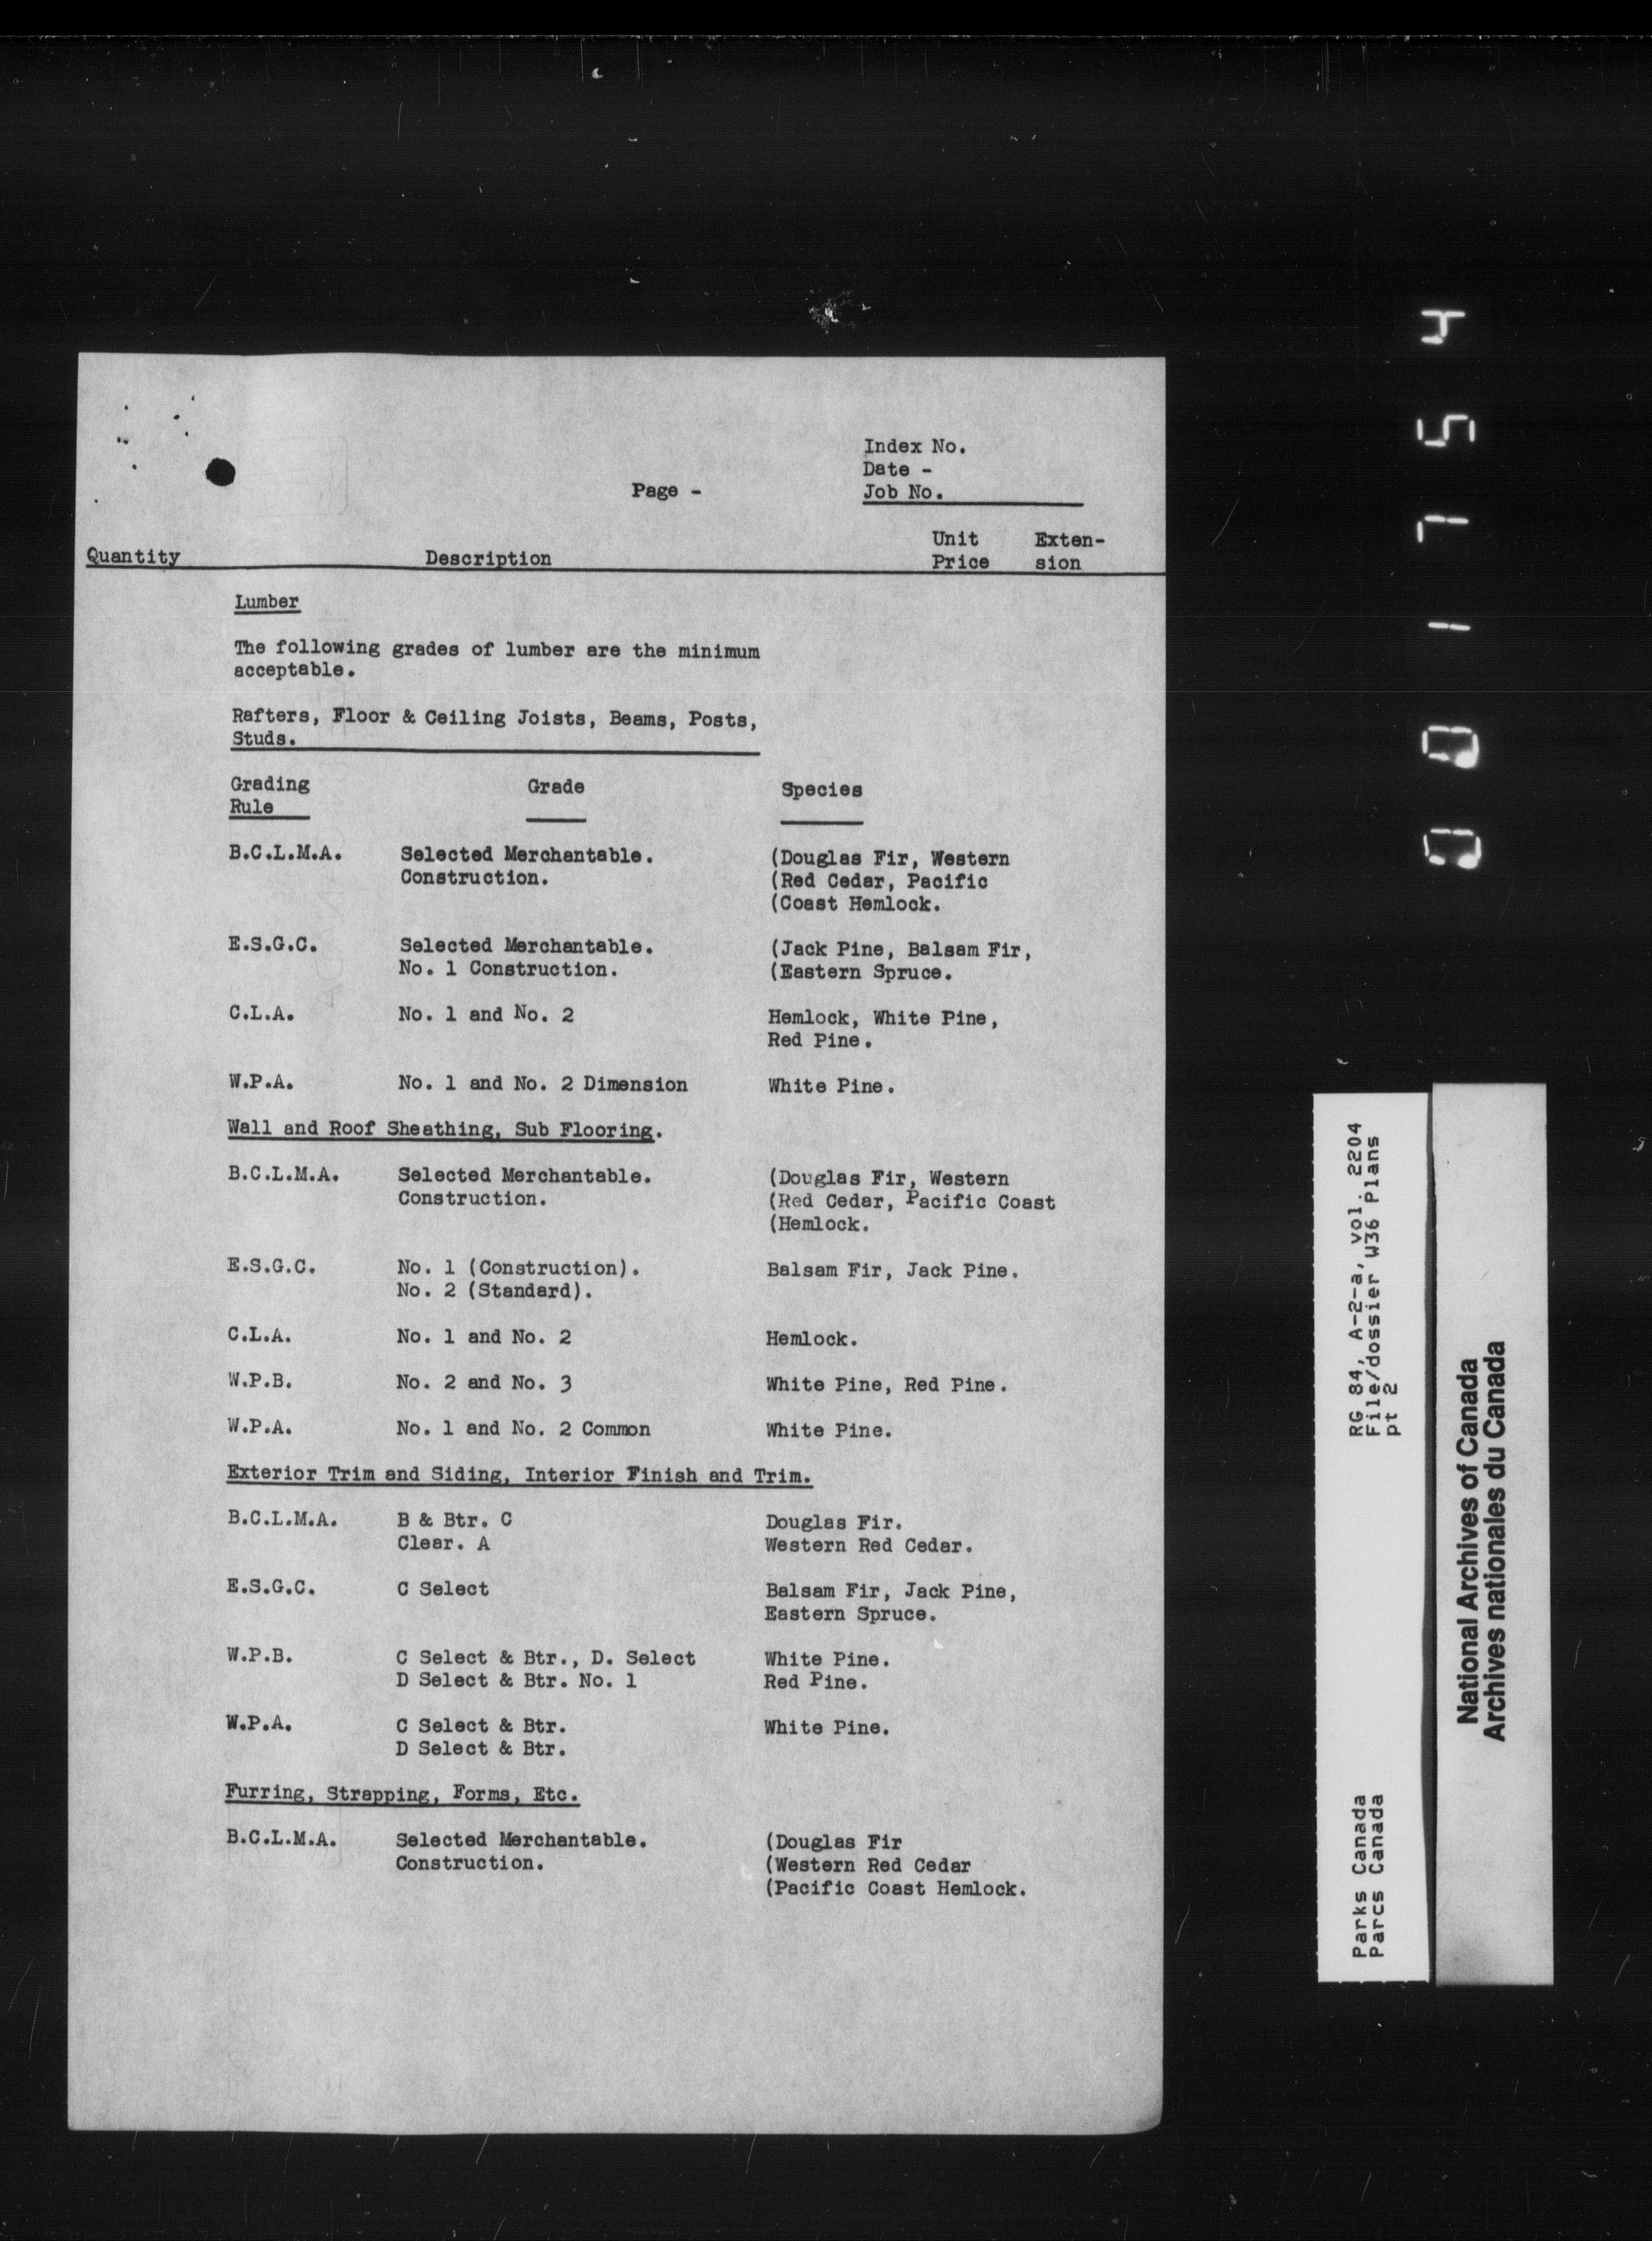 Index No.
Date -
Page - Job No.
Unit Exten-
Quantity Description Price sion
Lumber
The following grades of lumber are the minimum
acceptable.
Rafters, Floor & Ceiling Joists, Beams, Posts,
Studs.
Grading Grade Species
Rule
B.C.L.M.A. Selected Merchantable. (Douglas Fir, Western
Construction. (Red Cedar, Pacific
(Coast Hemlock.
E.S.G.C. Selected Merchantable. (Jack Pine, Balsam Fir,
No. 1 Construction. (Eastern Spruce.
C.L.A. No. 1 and No. 2 Hemlock, White Pine,
Red Pine.
W.P.A. No. 1 and No. 2 Dimension White Pine.
Wall and Roof Sheathing, Sub Flooring.
B.C.L.M.A. Selected Merchantable. (Douglas Fir, Western
Construction. (Red Cedar, Pacific Coast
(Hemlock.
E.S.G.C. No. 1 (Construction). Balsam Fir, Jack Pine.
No. 2 (Standard).
C.L.A. No. 1 and No. 2 Hemlock.
W.P.B. No. 2 and No. 3 White Pine, Red Pine.
W.P.A. No. 1 and No. 2 Common White Pine.
Exterior Trim and Siding, Interior Finish and Trim.
B.C.L.M.A. B & Btr. C Douglas Fir.
Clear. A Western Red Cedar.
E.S.G.C. C Select Balsam Fir, Jack Pine,
Eastern Spruce.
W.P.B. C Select & Btr., D. Select White Pine.
D Select & Btr. No. 1 Red Pine.
W.P.A. C Select & Btr. White Pine.
D Select & Btr.
Furring, Strapping, Forms, Etc.
B.C.L.M.A. Selected Merchantable. (Douglas Fir
Construction. (Western Red Cedar
(Pacific Coast Hemlock.
001754
Parks Canada RG 84, A-2-a, vol. 2204
Parcs Canada File/dossier W36 Plans
pt 2
National Archives of Canada
Archives nationales du Canada